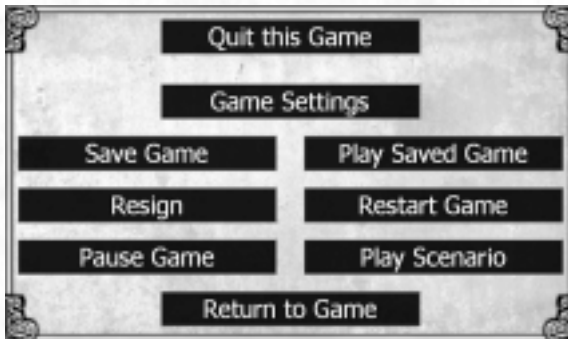 Quit this Game
Game Settings
Save Game
Play Saved Game
Resign
Restart Game
Pause Game
Play Scenario
Return to Game